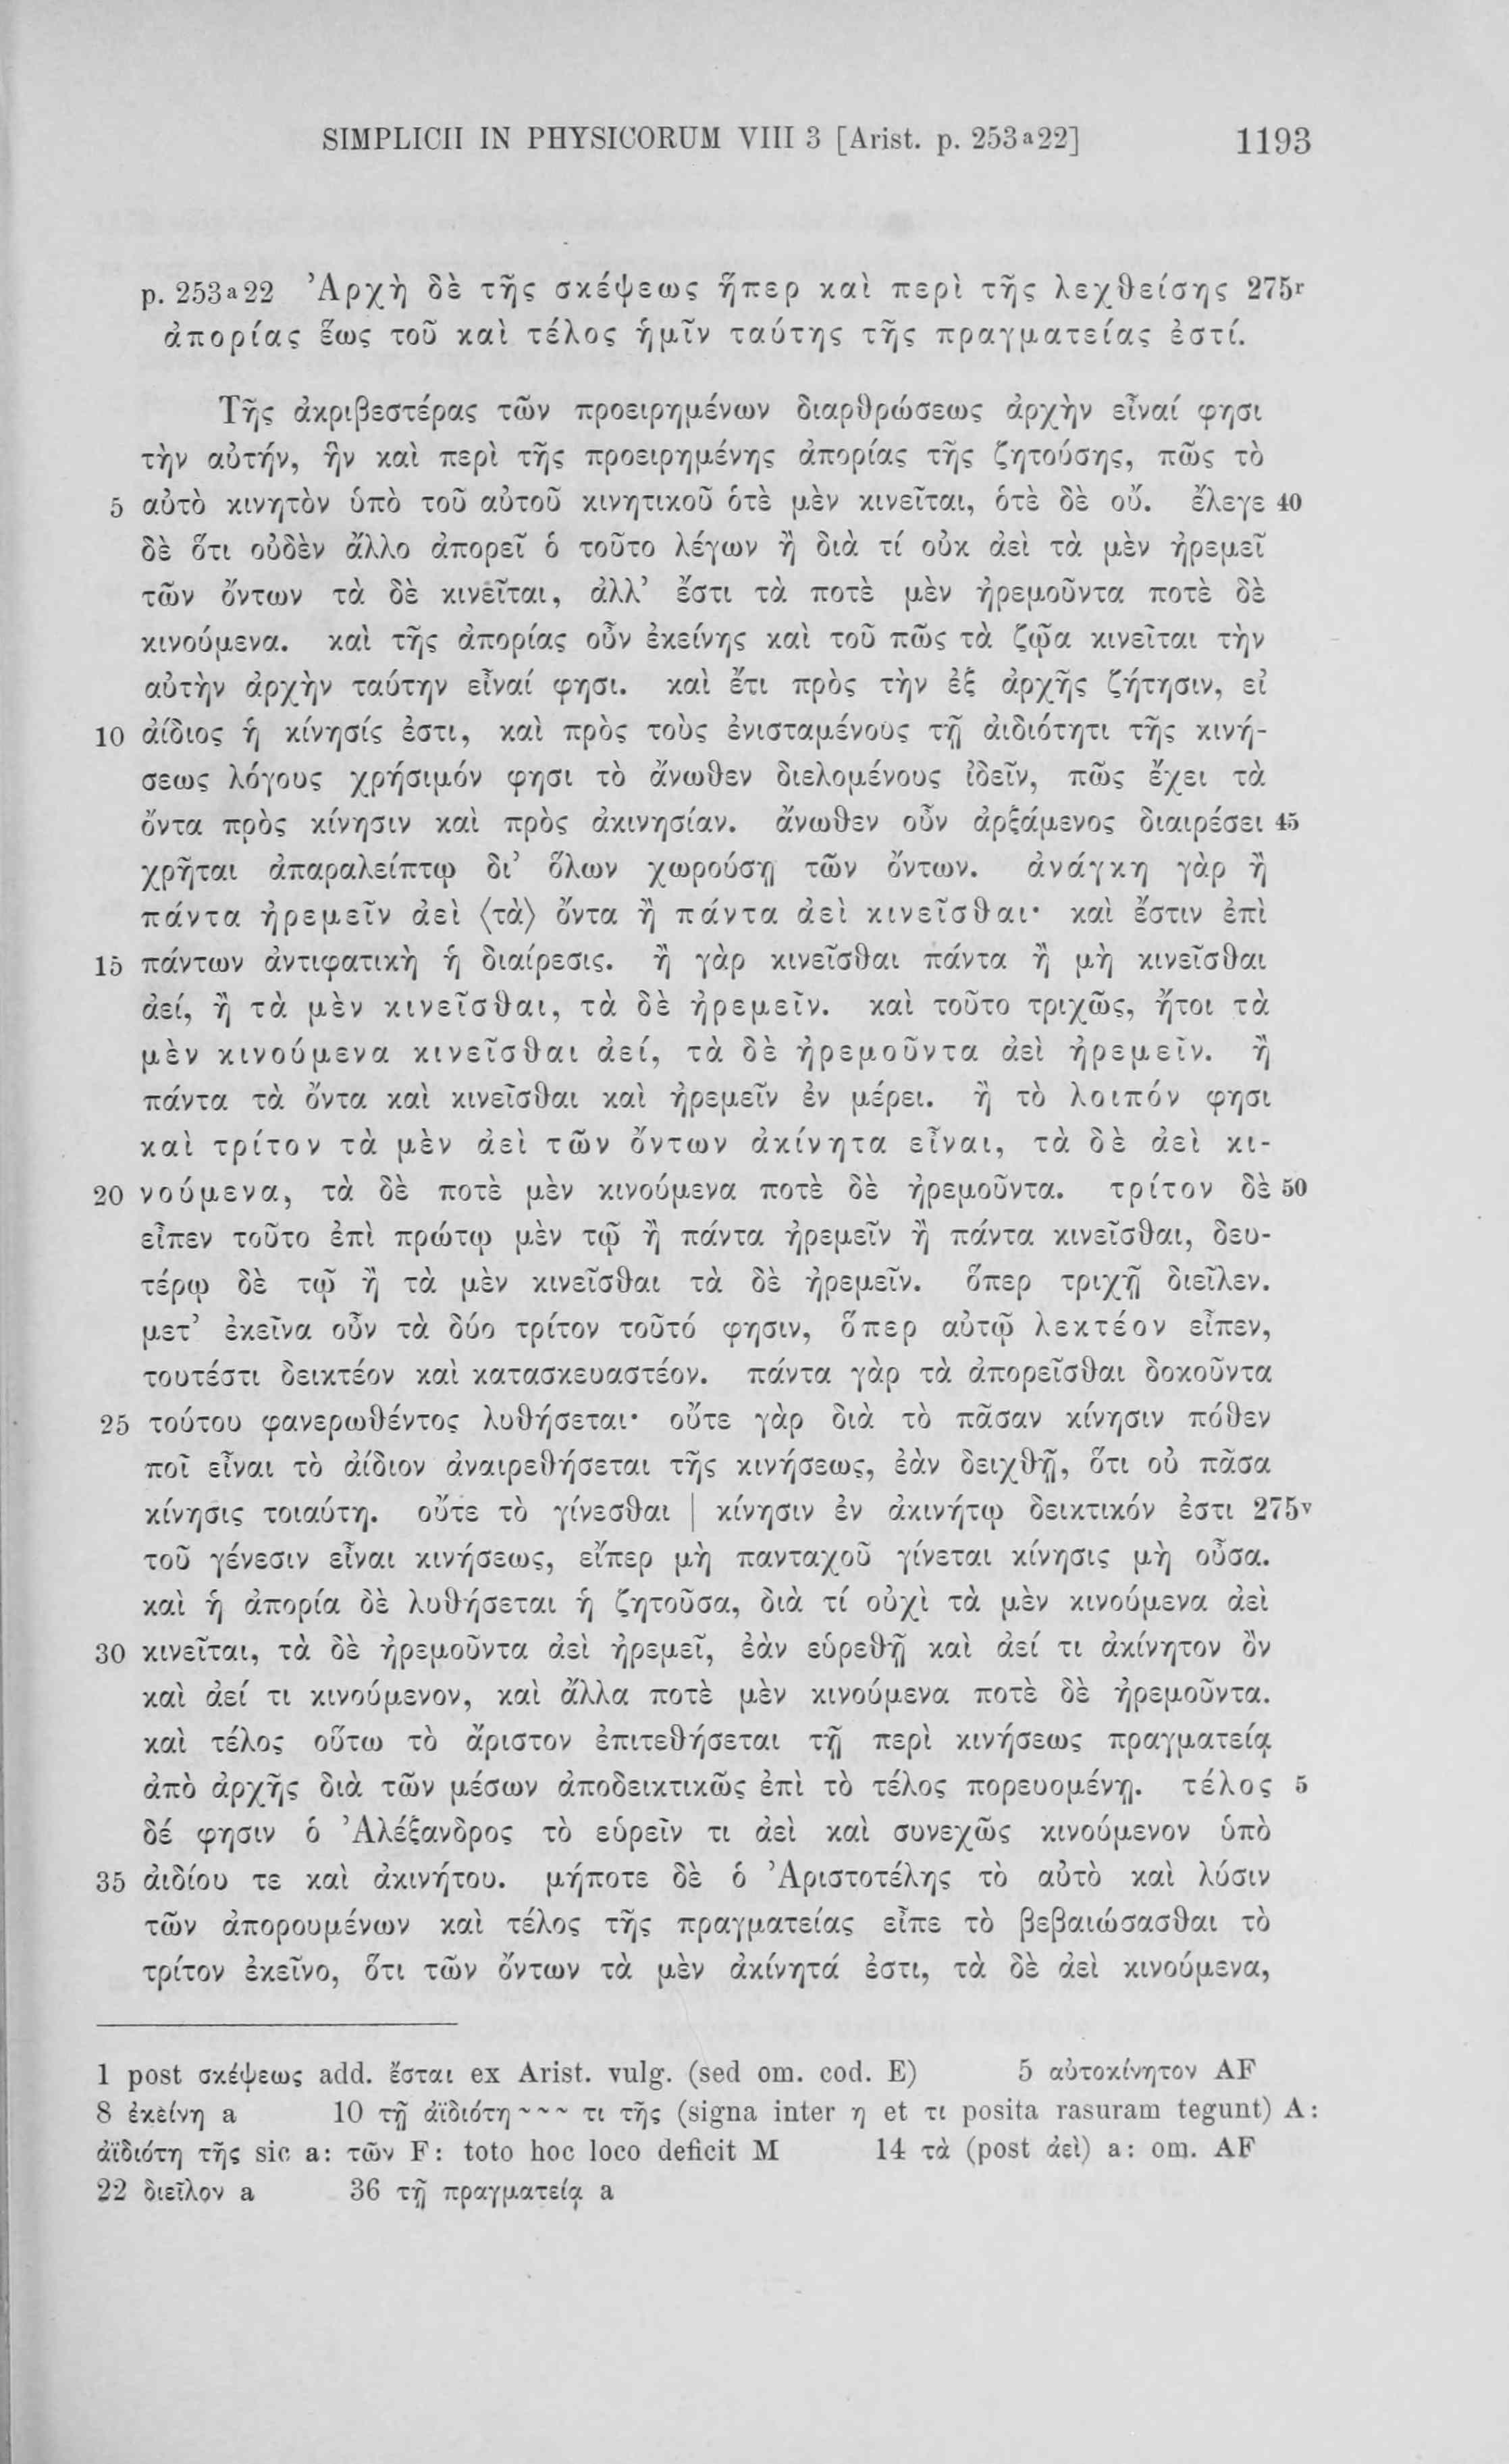 SIMPLICII IN PHYSICORUM VIII 3 [Arist. p. 253a22] 1193
p. 253a22 Ἀρχὴ δὲ τῆς σκέψεως ἥπερ καὶ περὶ τῆς λεχθείσης 275r
ἀπορίας ἕως τοῦ καὶ τέλος ἡμῖν ταύτης τῆς πραγματείας ἐστί.
Τῆς ἀκριβεστέρας τῶν προειρημένων διαρθρώσεως ἀρχὴν εἶναί φησι
τὴν αὐτήν, ἣν καὶ περὶ τῆς προειρημένης ἀπορίας τῆς ζητούσης, πῶς τὸ
5 αὐτὸ κινητὸν ὑπὸ τοῦ αὐτοῦ κινητικοῦ ὁτὲ μὲν κινεῖται, ὁτὲ δὲ οὔ. ἔλεγε 40
δὲ ὅτι οὐδὲν ἄλλο ἀπορεῖ ὁ τοῦτο λέγων ἢ διὰ τί οὐκ ἀεὶ τὰ μὲν ἠρεμεῖ
τῶν ὄντων τὰ δὲ κινεῖται, ἀλλ’ ἔστι τὰ ποτὲ μὲν ἠρεμοῦντα ποτὲ δὲ
κινούμενα. καὶ τῆς ἀπορίας οὖν ἐκείνης καὶ τοῦ πῶς τὰ ζῷα κινεῖται τὴν
αὐτὴν ἀρχὴν ταύτην εἶναί φησι. καὶ ἔτι πρὸς τὴν ἐξ ἀρχῆς ζήτησιν, εἰ
10 ἀίδιος ἡ κίνησίς ἐστι, καὶ πρὸς τοὺς ἐνισταμένους τῇ ἀιδιότητι τῆς κινή-
σεως λόγους χρήσιμόν φησι τὸ ἄνωθεν διελομένους ἰδεῖν, πῶς ἔχει τὰ
ὄντα πρὸς κίνησιν καὶ πρὸς ἀκινησίαν. ἄνωθεν οὖν ἀρξάμενος διαιρέσει 45
χρῆται ἀπαραλείπτῳ δι’ ὅλων χωρούσῃ τῶν ὄντων. ἀνάγκη γὰρ ἢ
πάντα ἠρεμεῖν ἀεὶ ⟨τὰ⟩ ὄντα ἢ πάντα ἀεὶ κινεῖσθαι· καὶ ἔστιν ἐπὶ
15 πάντων ἀντιφατικὴ ἡ διαίρεσις. ἢ γὰρ κινεῖσθαι πάντα ἢ μὴ κινεῖσθαι
ἀεί, ἢ τὰ μὲν κινεῖσθαι, τὰ δὲ ἠρεμεῖν. καὶ τοῦτο τριχῶς, ἤτοι τὰ
μὲν κινούμενα κινεῖσθαι ἀεί, τὰ δὲ ἠρεμοῦντα ἀεὶ ἠρεμεῖν. ἢ
πάντα τὰ ὄντα καὶ κινεῖσθαι καὶ ἠρεμεῖν ἐν μέρει. ἢ τὸ λοιπόν φησι
καὶ τρίτον τὰ μὲν ἀεὶ τῶν ὄντων ἀκίνητα εἶναι, τὰ δὲ ἀεὶ κι-
20 νούμενα, τὰ δὲ ποτὲ μὲν κινούμενα ποτὲ δὲ ἠρεμοῦντα. τρίτον δὲ 50
εἶπεν τοῦτο ἐπὶ πρώτῳ μὲν τῷ ἢ πάντα ἠρεμεῖν ἢ πάντα κινεῖσθαι, δευ-
τέρῳ δὲ τῷ ἢ τὰ μὲν κινεῖσθαι τὰ δὲ ἠρεμεῖν. ὅπερ τριχῇ διεῖλεν.
μετ’ ἐκεῖνα οὖν τὰ δύο τρίτον τοῦτό φησιν, ὅπερ αὐτῷ λεκτέον εἶπεν,
τουτέστι δεικτέον καὶ κατασκευαστέον. πάντα γὰρ τὰ ἀπορεῖσθαι δοκοῦντα
25 τούτου φανερωθέντος λυθήσεται· οὔτε γὰρ διὰ τὸ πᾶσαν κίνησιν πόθεν
ποῖ εἶναι τὸ ἀίδιον ἀναιρεθήσεται τῆς κινήσεως, ἐὰν δειχθῇ, ὅτι οὐ πᾶσα
κίνησις τοιαύτη. οὔτε τὸ γίνεσθαι | κίνησιν ἐν ἀκινήτῳ δεικτικόν ἐστι 275v
τοῦ γένεσιν εἶναι κινήσεως, εἴπερ μὴ πανταχοῦ γίνεται κίνησις μὴ οὖσα.
καὶ ἡ ἀπορία δὲ λυθήσεται ἡ ζητοῦσα, διὰ τί οὐχὶ τὰ μὲν κινούμενα ἀεὶ
30 κινεῖται, τὰ δὲ ἠρεμοῦντα ἀεὶ ἠρεμεῖ, ἐὰν εὑρεθῇ καὶ ἀεί τι ἀκίνητον ὂν
καὶ ἀεί τι κινούμενον, καὶ ἄλλα ποτὲ μὲν κινούμενα ποτὲ δὲ ἠρεμοῦντα.
καὶ τέλος οὕτω τὸ ἄριστον ἐπιτεθήσεται τῇ περὶ κινήσεως πραγματείᾳ
ἀπὸ ἀρχῆς διὰ τῶν μέσων ἀποδεικτικῶς ἐπὶ τὸ τέλος πορευομένῃ. τέλος 5
δέ φησιν ὁ Ἀλέξανδρος τὸ εὑρεῖν τι ἀεὶ καὶ συνεχῶς κινούμενον ὑπὸ
35 ἀιδίου τε καὶ ἀκινήτου. μήποτε δὲ ὁ Ἀριστοτέλης τὸ αὐτὸ καὶ λύσιν
τῶν ἀπορουμένων καὶ τέλος τῆς πραγματείας εἶπε τὸ βεβαιώσασθαι τὸ
τρίτον ἐκεῖνο, ὅτι τῶν ὄντων τὰ μὲν ἀκίνητά ἐστι, τὰ δὲ ἀεὶ κινούμενα,
1 post σκέψεως add. ἔσται ex Arist. vulg. (sed om. cod. E) 5 αὐτοκίνητον AF
8 ἐκείνη a 10 τῇ ἀϊδιότη ~ ~ ~ τι τῆς (signa inter η et τι posita rasuram tegunt) A:
ἀϊδιότη τῆς sic a: τῶν F: toto hoc loco deficit M 14 τὰ (post ἀεὶ) a: om. AF
22 διεῖλον a 36 τῇ πραγματείᾳ a